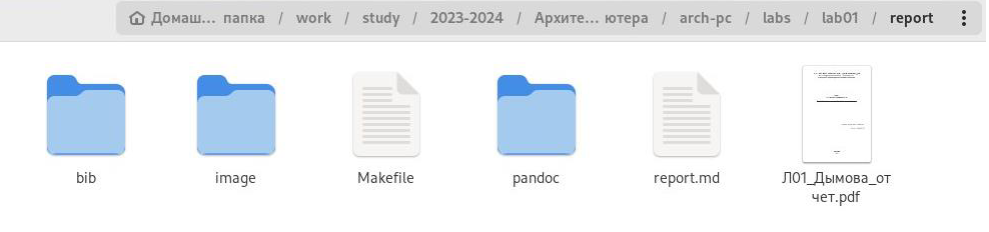 Домаш… папка / work / study / 2023-2024 / Архите… ютера / arch-pc / labs / lab01 / report
bib
image
Makefile
pandoc
report.md
Л01_Дымова_от
чет.pdf